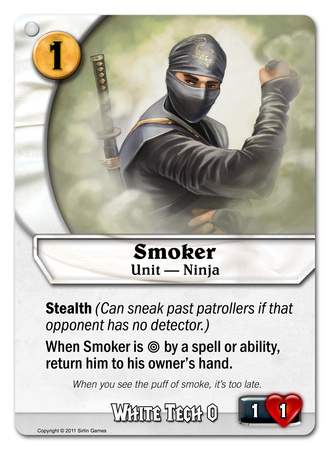 1
Smoker
Unit — Ninja
Stealth (Can sneak past patrollers if that
opponent has no detector.)
When Smoker is ◎ by a spell or ability,
return him to his owner's hand.
When you see the puff of smoke, it's too late.
White Tech 0
1 1
Copyright © 2011 Sirlin Games